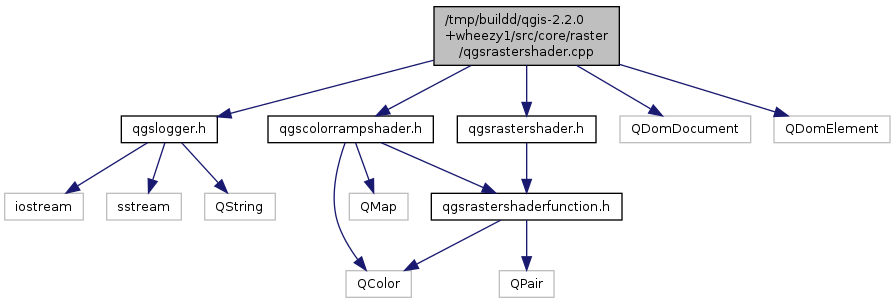 /tmp/buildd/qgis-2.2.0
+wheezy1/src/core/raster
/qgsrastershader.cpp
qgslogger.h
qgscolorrampshader.h
qgsrastershader.h
QDomDocument
QDomElement
iostream
sstream
QString
QMap
qgsrastershaderfunction.h
QColor
QPair